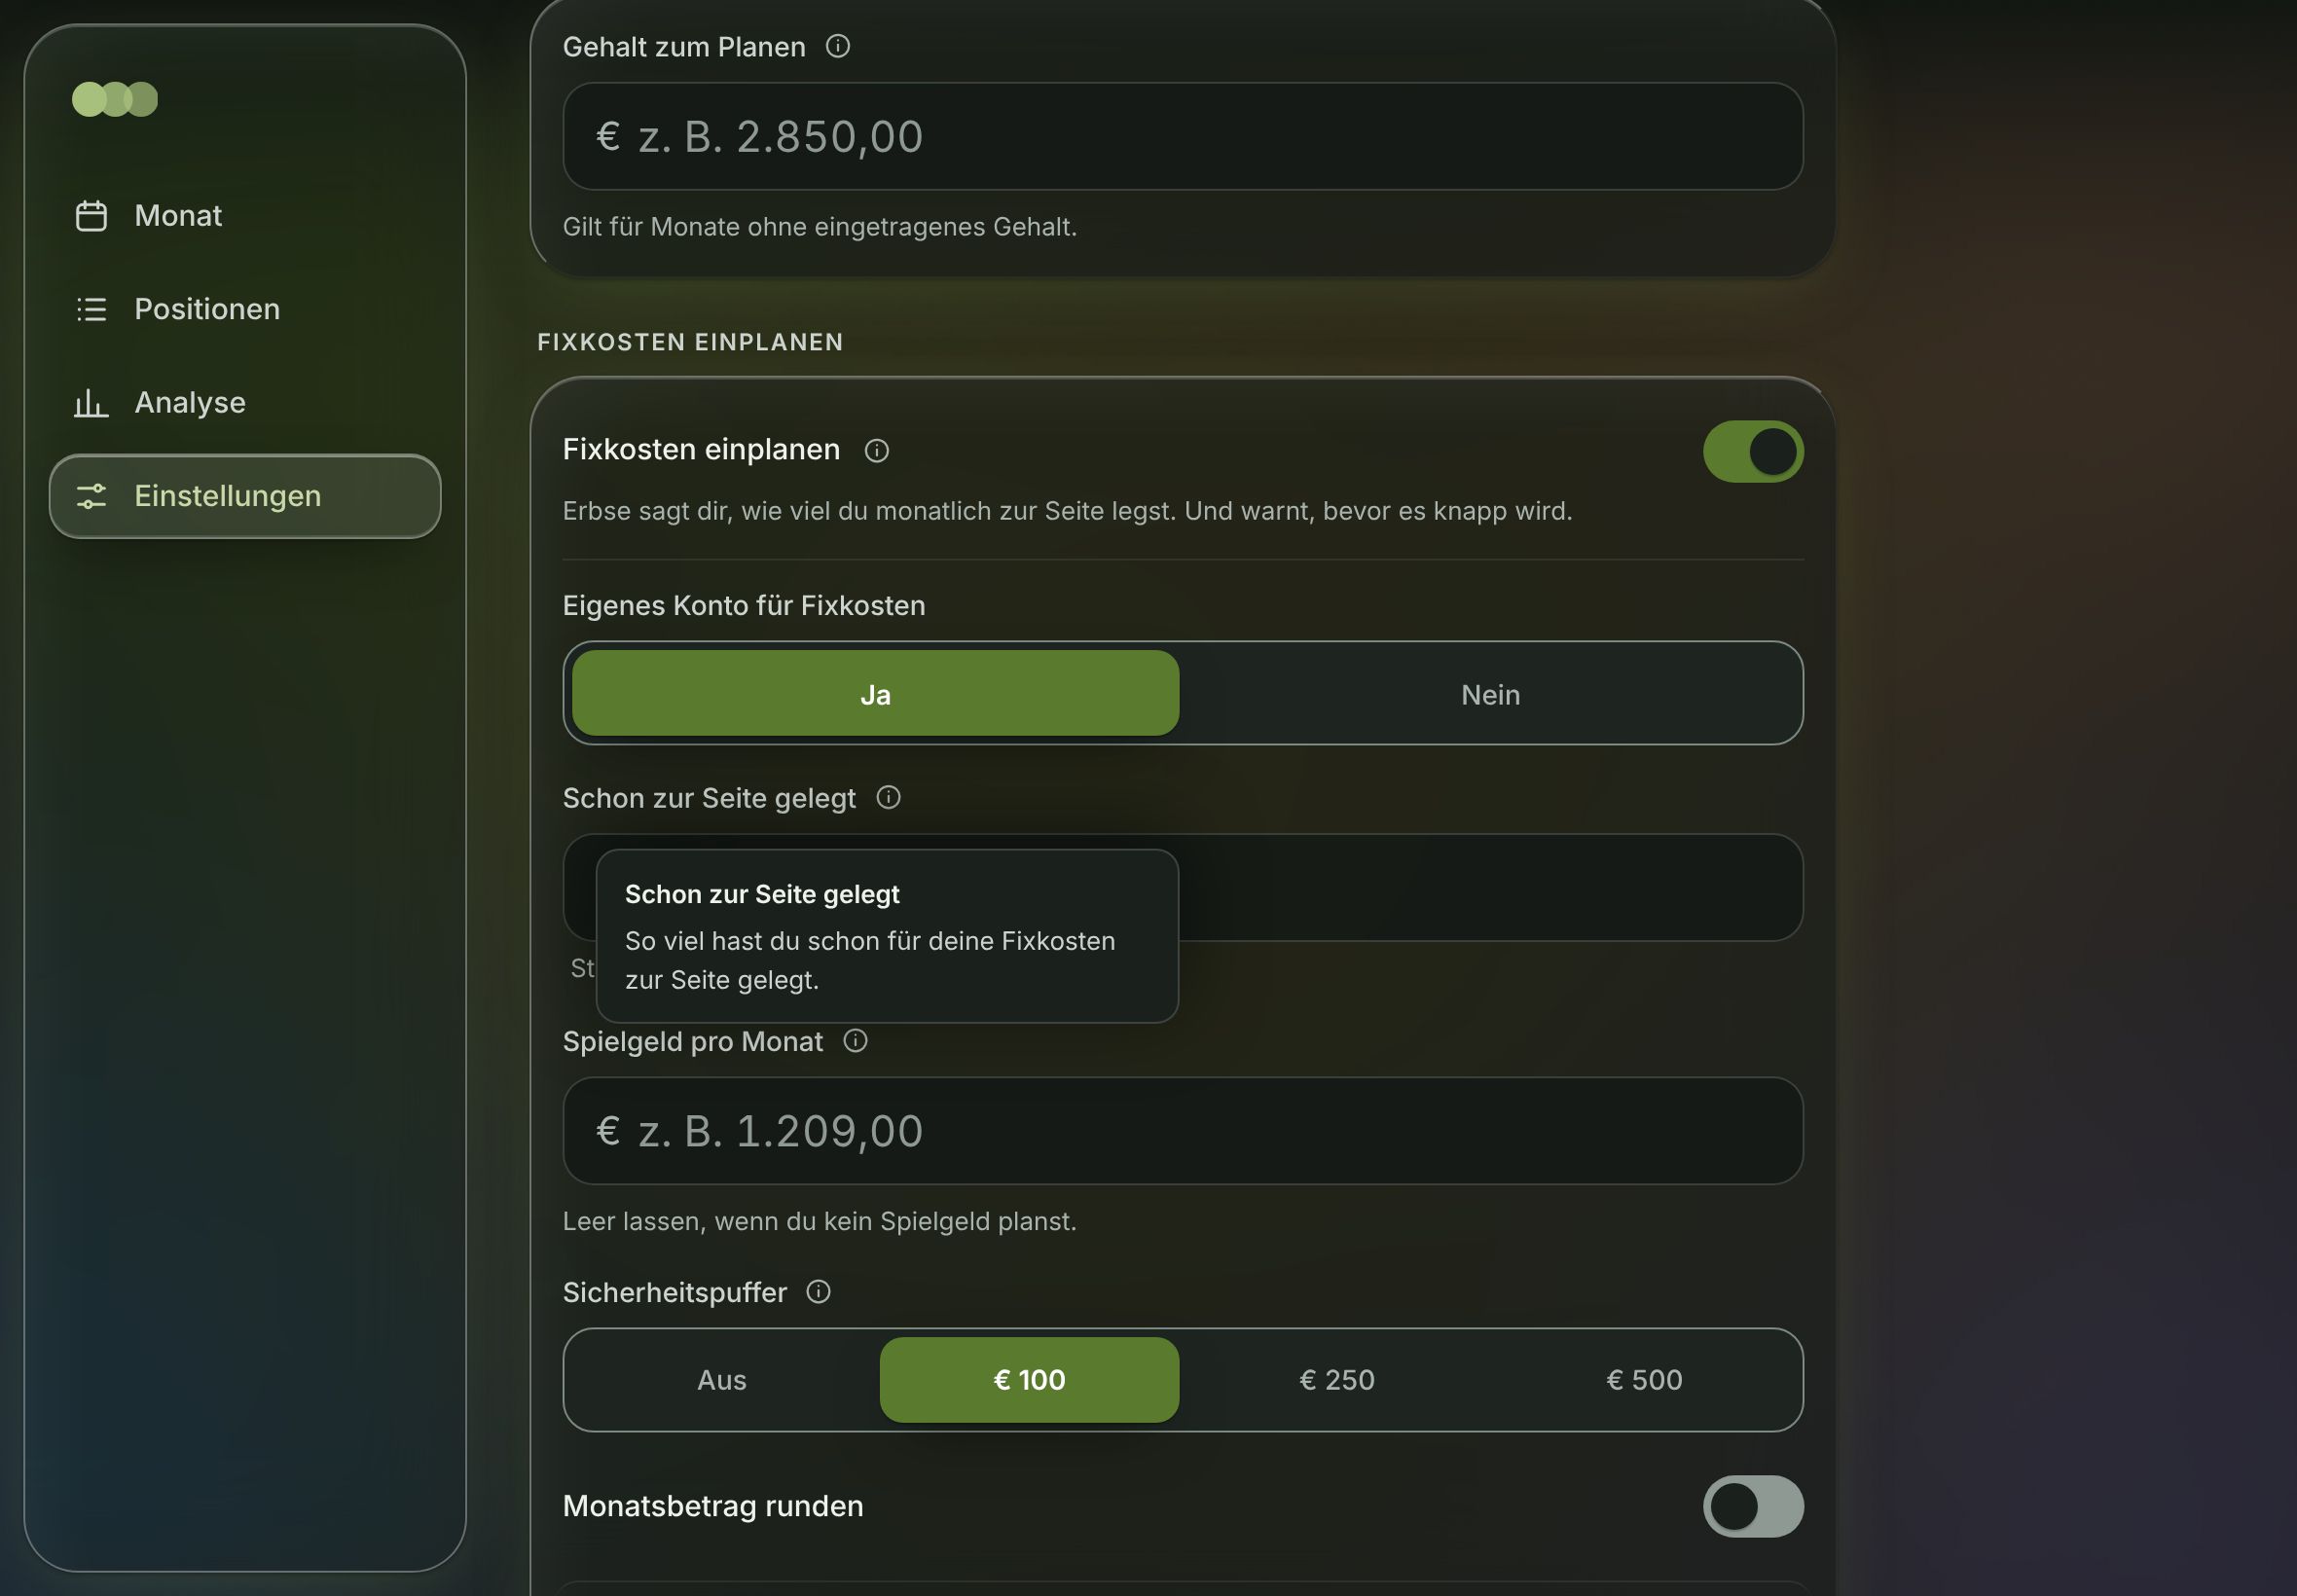 Gehalt zum Planen
€ z. B. 2.850,00
Gilt für Monate ohne eingetragenes Gehalt.
Monat
Positionen
Analyse
Einstellungen
FIXKOSTEN EINPLANEN
Fixkosten einplanen
Erbse sagt dir, wie viel du monatlich zur Seite legst. Und warnt, bevor es knapp wird.
Eigenes Konto für Fixkosten
Ja
Nein
Schon zur Seite gelegt
Schon zur Seite gelegt
So viel hast du schon für deine Fixkosten
zur Seite gelegt.
Spielgeld pro Monat
€ z. B. 1.209,00
Leer lassen, wenn du kein Spielgeld planst.
Sicherheitspuffer
Aus
€ 100
€ 250
€ 500
Monatsbetrag runden